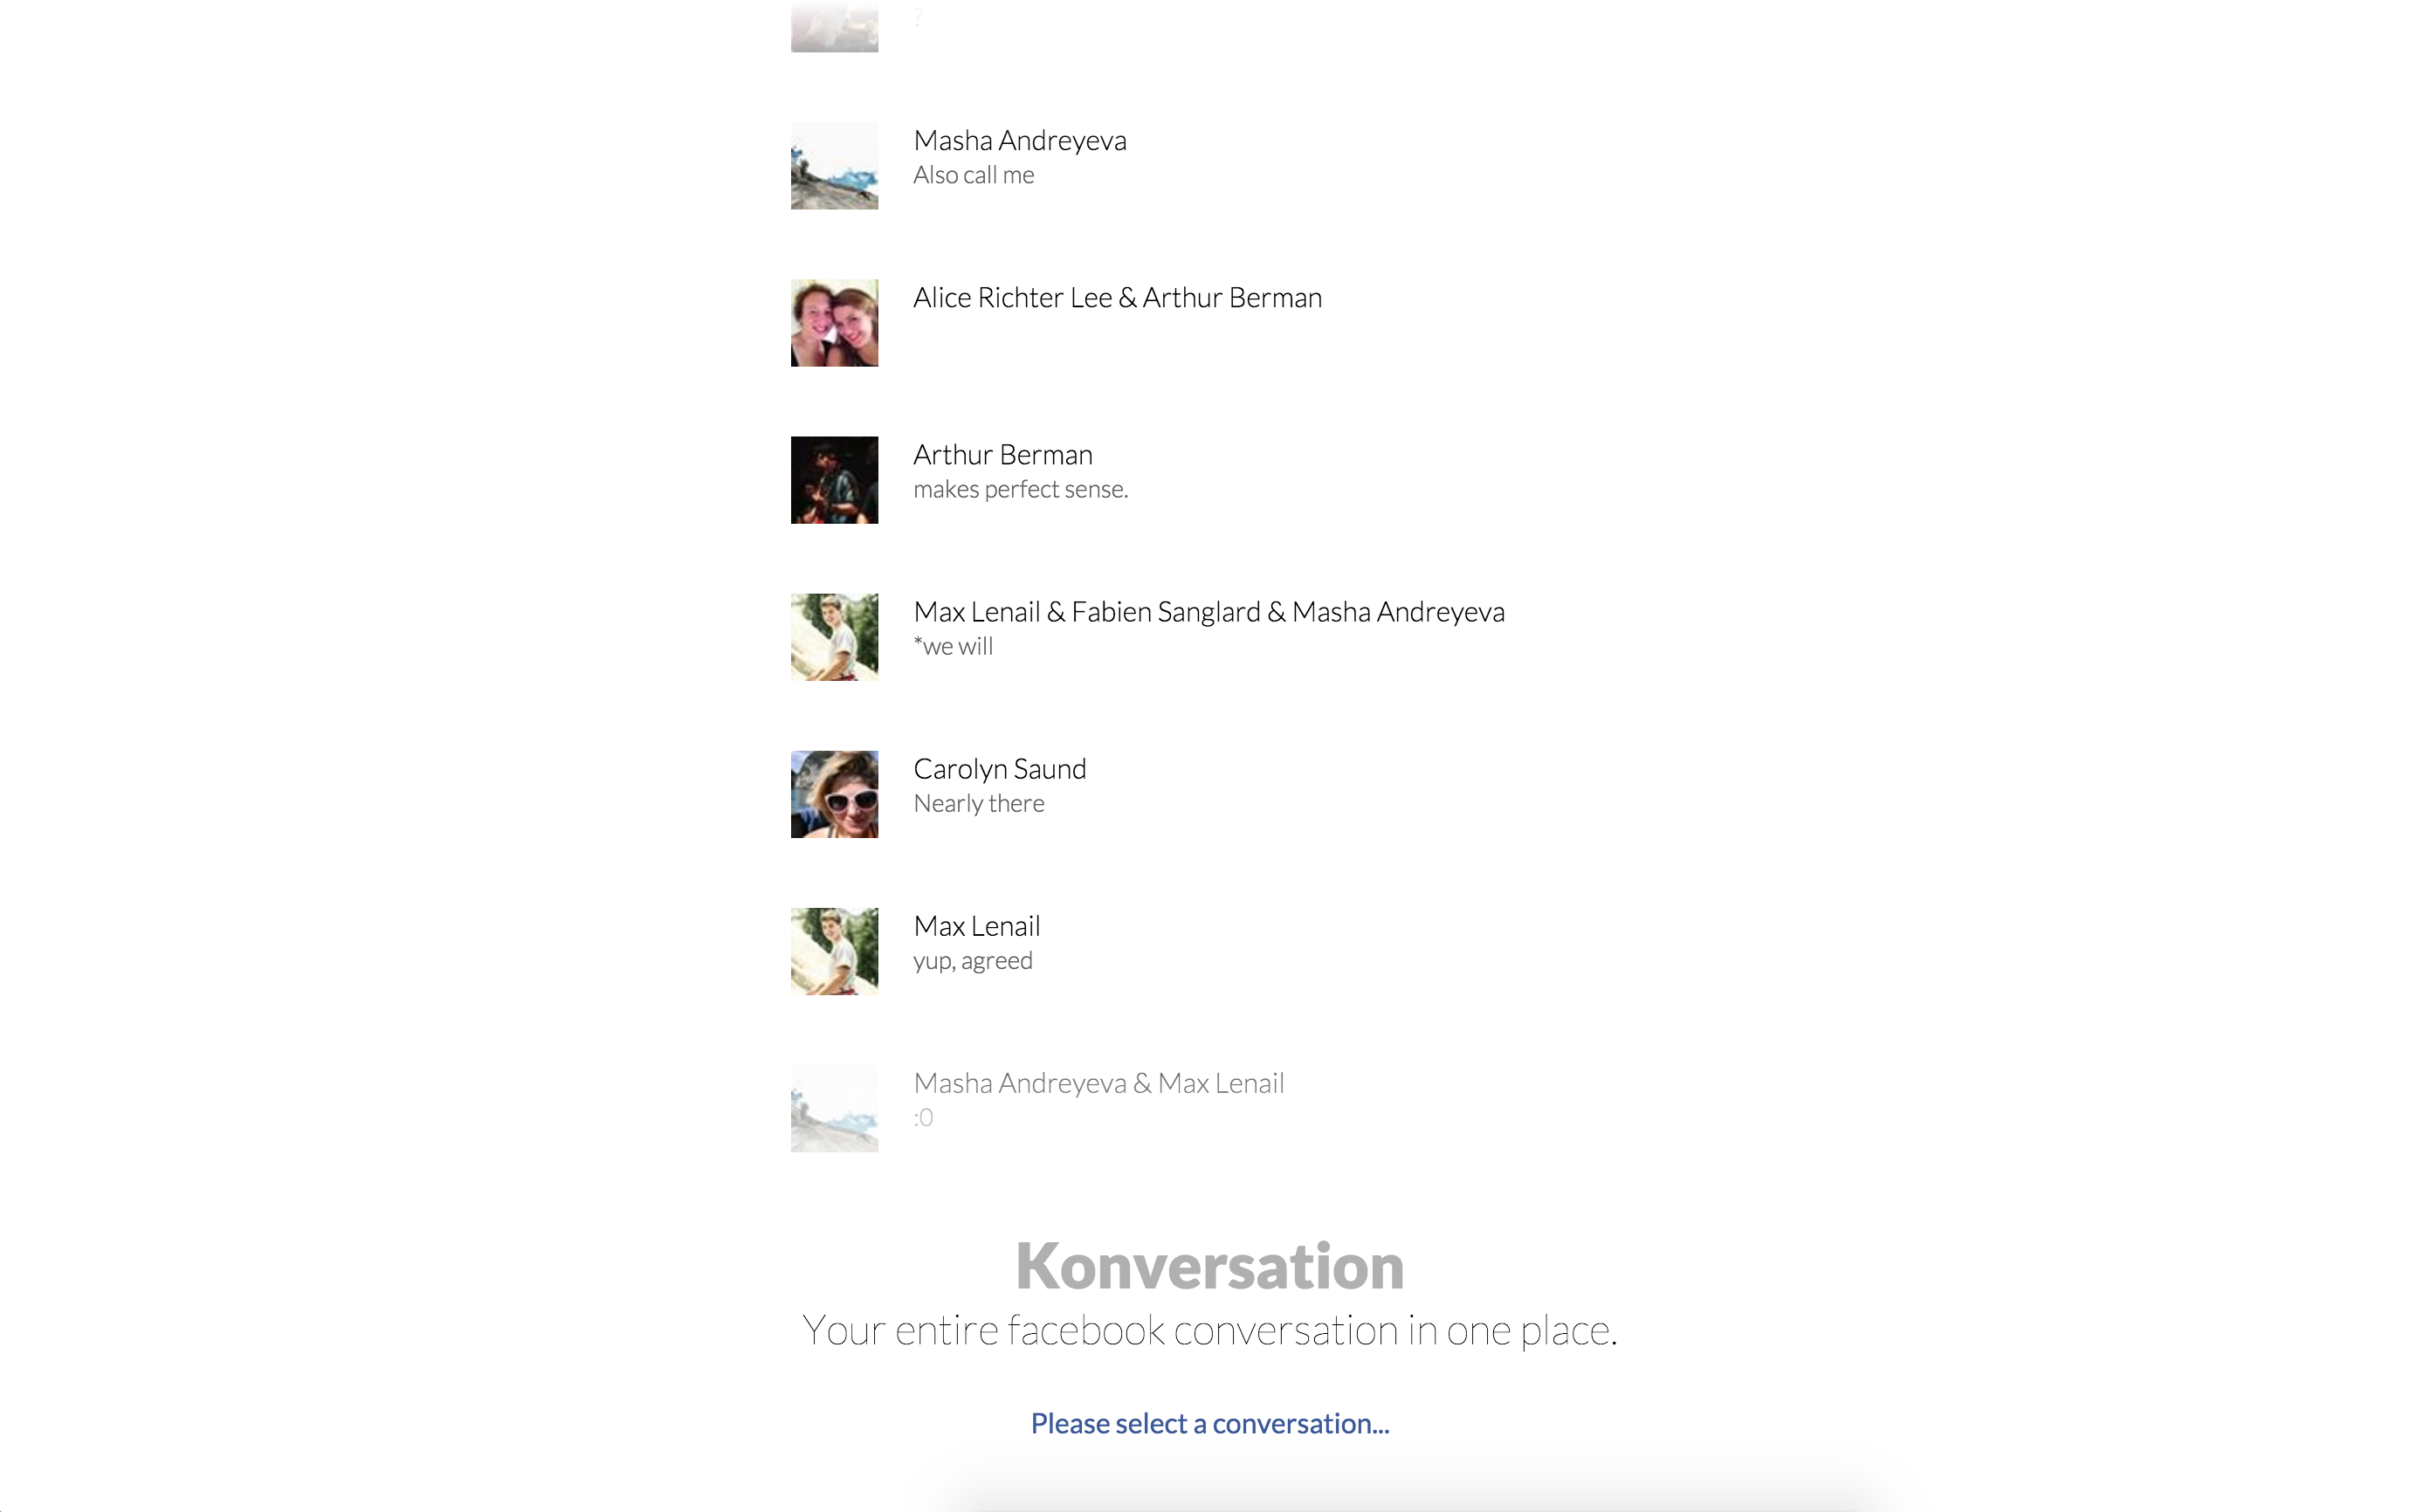 ?
Masha Andreyeva
Also call me
Alice Richter Lee & Arthur Berman
Arthur Berman
makes perfect sense.
Max Lenail & Fabien Sanglard & Masha Andreyeva
*we will
Carolyn Saund
Nearly there
Max Lenail
yup, agreed
Masha Andreyeva & Max Lenail
:0
Konversation
Your entire facebook conversation in one place.
Please select a conversation...